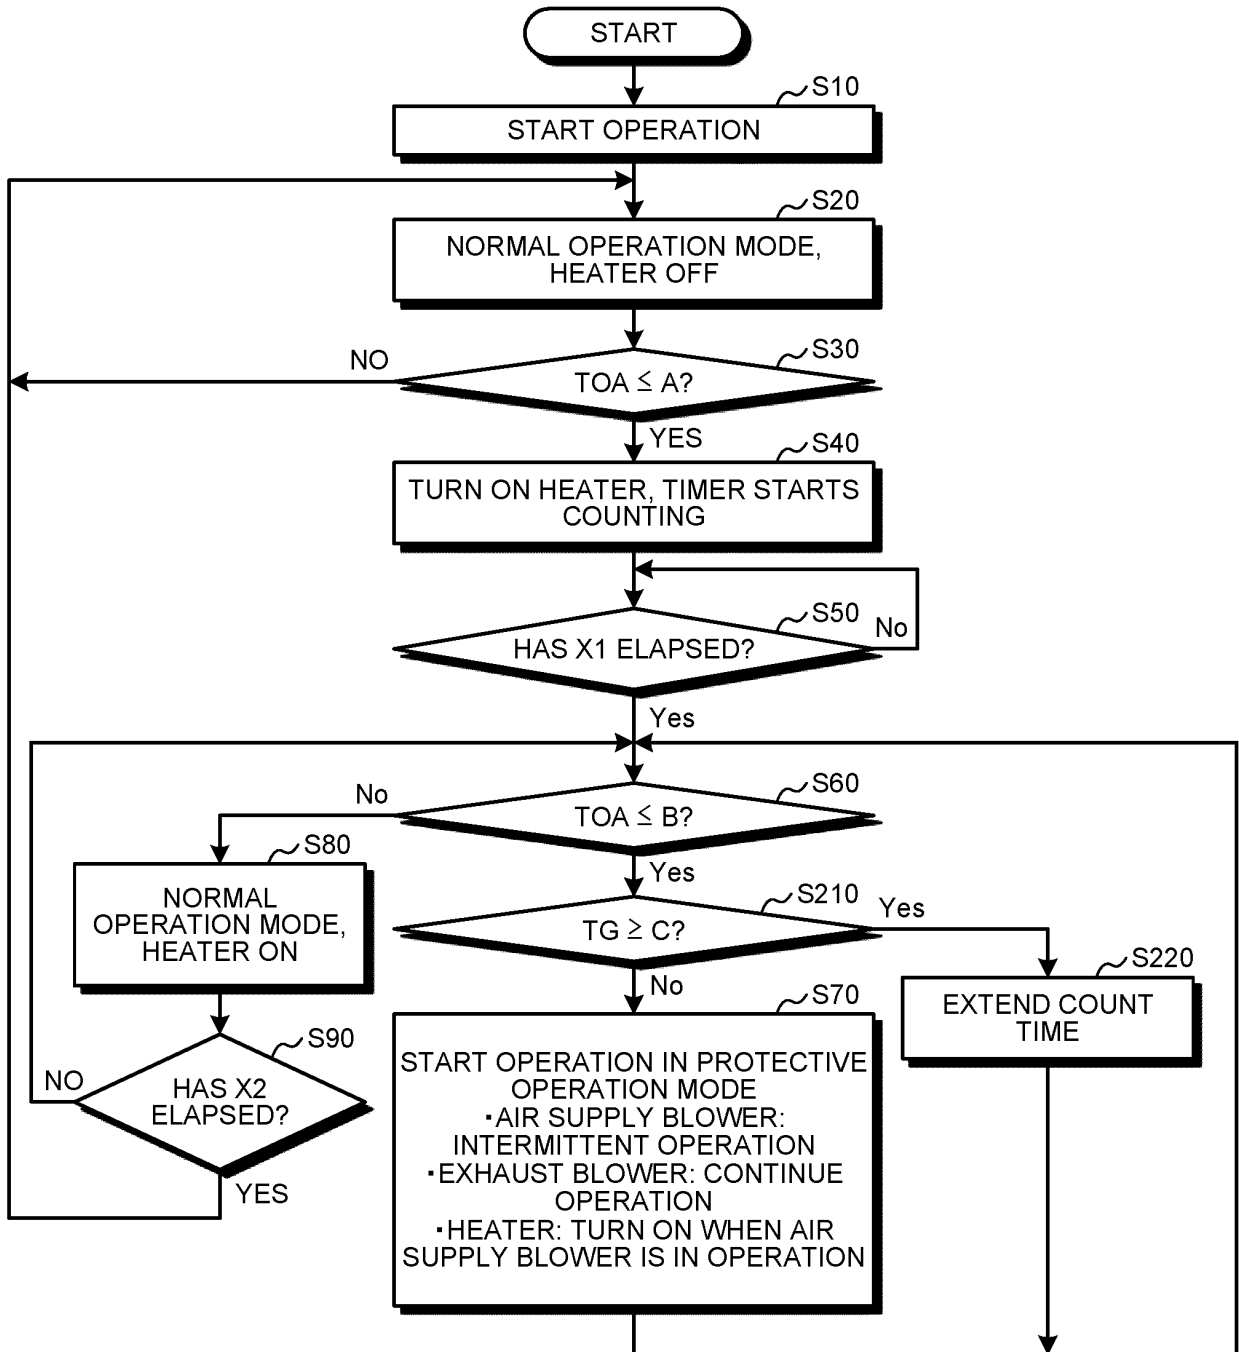 START
S10
START OPERATION
S20
NORMAL OPERATION MODE,
HEATER OFF
S30
NO
TOA ≤ A?
YES
S40
TURN ON HEATER, TIMER STARTS
COUNTING
S50
No
HAS X1 ELAPSED?
Yes
S60
No
TOA ≤ B?
Yes
S80
NORMAL
OPERATION MODE,
HEATER ON
S210
Yes
TG ≥ C?
No
S220
EXTEND COUNT
TIME
S90
NO
HAS X2
ELAPSED?
YES
S70
START OPERATION IN PROTECTIVE
OPERATION MODE
・AIR SUPPLY BLOWER:
INTERMITTENT OPERATION
・EXHAUST BLOWER: CONTINUE
OPERATION
・HEATER: TURN ON WHEN AIR
SUPPLY BLOWER IS IN OPERATION